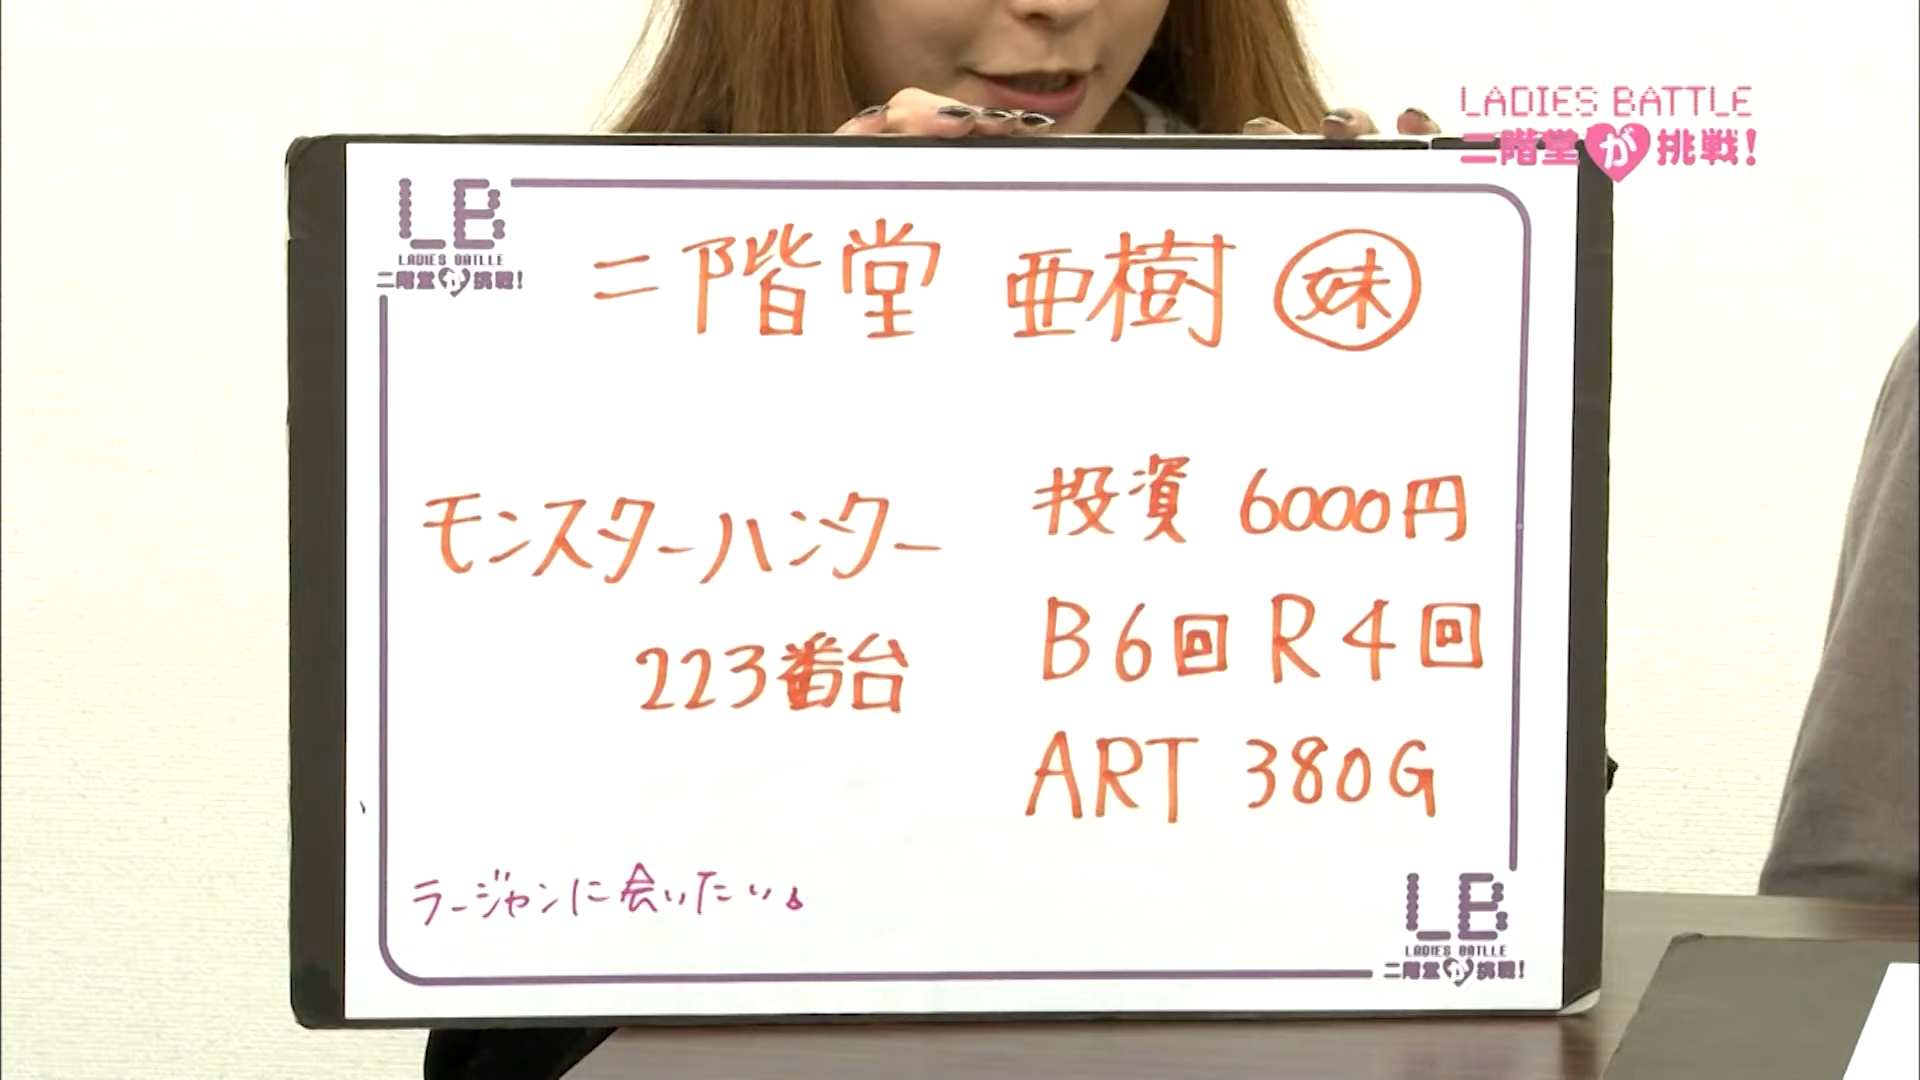 LADIES BATTLE
二階堂が挑戦!
LB
LADIES BATLLE
二階堂が挑戦!
二階堂 亜樹 妹
モンスターハンター
223番台
投資 6000円
B6回 R4回
ART 380G
ラージャンに会いたい。
LB
LADIES BATLLE
二階堂が挑戦!